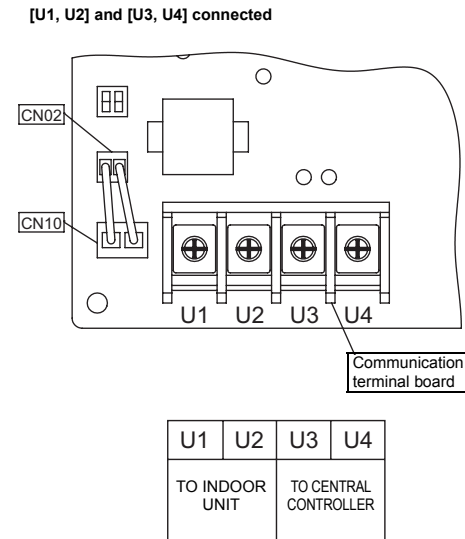 [U1, U2] and [U3, U4] connected
CN02
CN10
U1 U2 U3 U4
Communication
terminal board
U1 U2 U3 U4
TO INDOOR
UNIT
TO CENTRAL
CONTROLLER